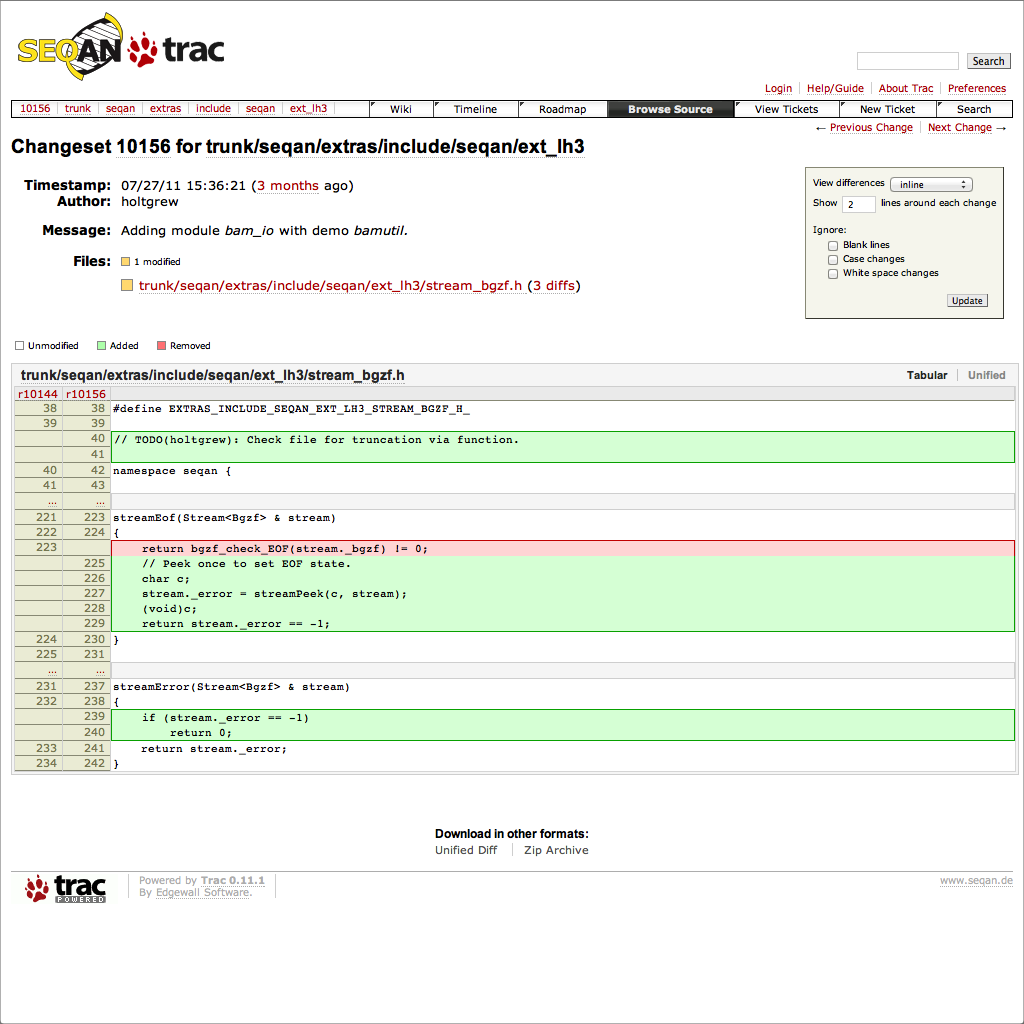 SEQAN trac
Search
Login Help/Guide About Trac Preferences
10156 trunk seqan extras include seqan ext_lh3 Wiki Timeline Roadmap Browse Source View Tickets New Ticket Search
← Previous Change Next Change →
Changeset 10156 for trunk/seqan/extras/include/seqan/ext_lh3
Timestamp: 07/27/11 15:36:21 (3 months ago)
Author: holtgrew
Message: Adding module bam_io with demo bamutil.
Files: 1 modified
trunk/seqan/extras/include/seqan/ext_lh3/stream_bgzf.h (3 diffs)
View differences inline
Show 2 lines around each change
Ignore:
Blank lines
Case changes
White space changes
Update
Unmodified Added Removed
trunk/seqan/extras/include/seqan/ext_lh3/stream_bgzf.h Tabular Unified
r10144 r10156
38 38 #define EXTRAS_INCLUDE_SEQAN_EXT_LH3_STREAM_BGZF_H_
39 39
40 // TODO(holtgrew): Check file for truncation via function.
41
40 42 namespace seqan {
41 43
… …
221 223 streamEof(Stream<Bgzf> & stream)
222 224 {
223 return bgzf_check_EOF(stream._bgzf) != 0;
225 // Peek once to set EOF state.
226 char c;
227 stream._error = streamPeek(c, stream);
228 (void)c;
229 return stream._error == -1;
224 230 }
225 231
… …
231 237 streamError(Stream<Bgzf> & stream)
232 238 {
239 if (stream._error == -1)
240 return 0;
233 241 return stream._error;
234 242 }
Download in other formats:
Unified Diff Zip Archive
trac POWERED
Powered by Trac 0.11.1
By Edgewall Software.
www.seqan.de